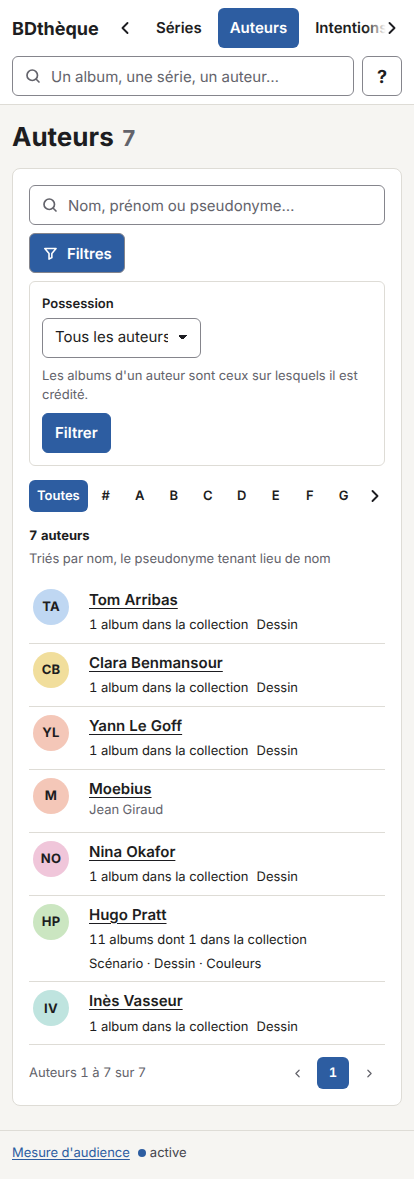 BDthèque
Séries
Auteurs
Intentions
Un album, une série, un auteur...
?
Auteurs 7
Nom, prénom ou pseudonyme...
Filtres
Possession
Tous les auteurs
Les albums d'un auteur sont ceux sur lesquels il est
crédité.
Filtrer
Toutes # A B C D E F G
7 auteurs
Triés par nom, le pseudonyme tenant lieu de nom
TA
Tom Arribas
1 album dans la collection Dessin
CB
Clara Benmansour
1 album dans la collection Dessin
YL
Yann Le Goff
1 album dans la collection Dessin
M
Moebius
Jean Giraud
NO
Nina Okafor
1 album dans la collection Dessin
HP
Hugo Pratt
11 albums dont 1 dans la collection
Scénario · Dessin · Couleurs
IV
Inès Vasseur
1 album dans la collection Dessin
Auteurs 1 à 7 sur 7
‹ 1 ›
Mesure d'audience active